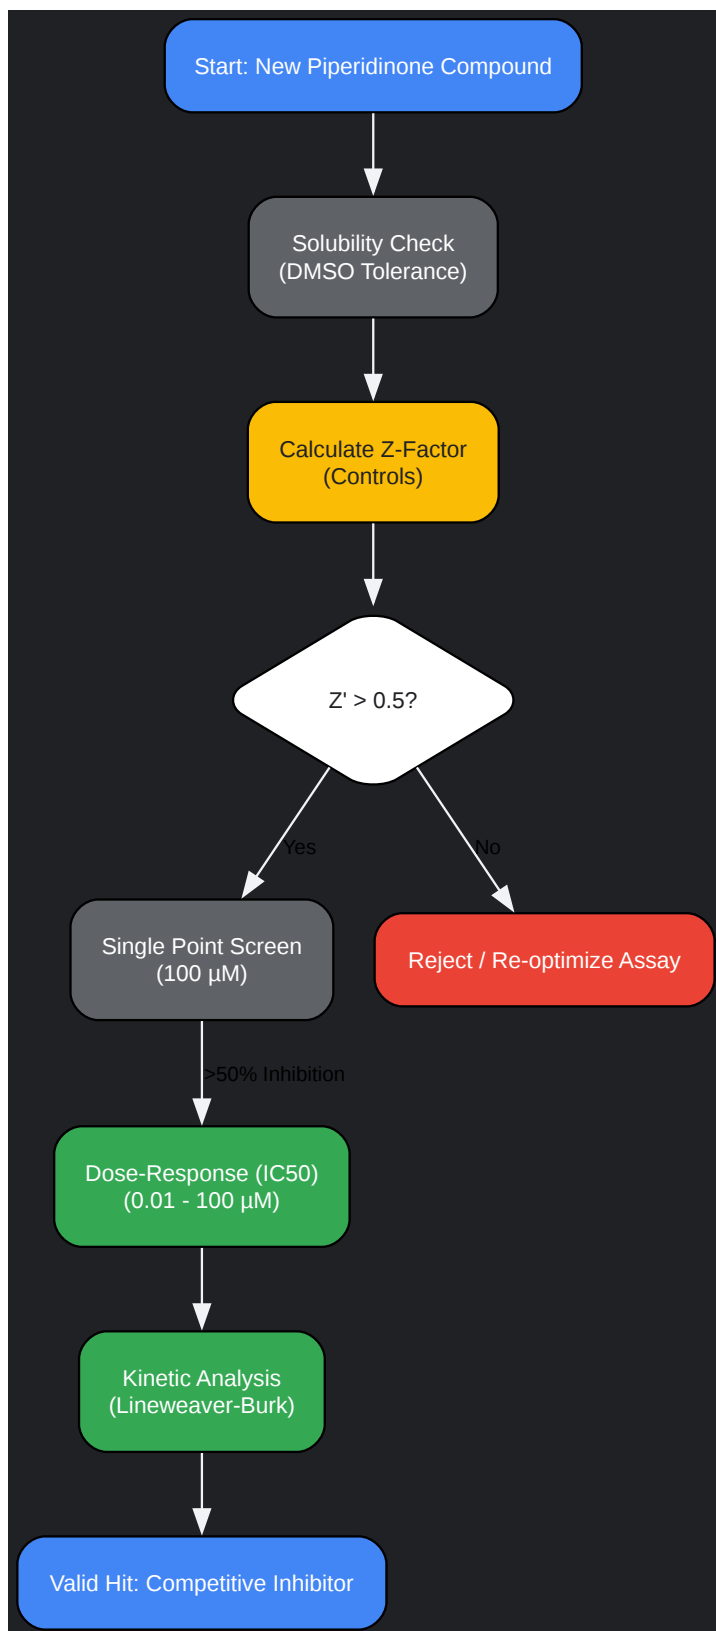 Start: New Piperidinone Compound
Solubility Check
(DMSO Tolerance)
Calculate Z-Factor
(Controls)
Z' > 0.5?
Yes
No
Single Point Screen
(100 µM)
Reject / Re-optimize Assay
>50% Inhibition
Dose-Response (IC50)
(0.01 - 100 µM)
Kinetic Analysis
(Lineweaver-Burk)
Valid Hit: Competitive Inhibitor